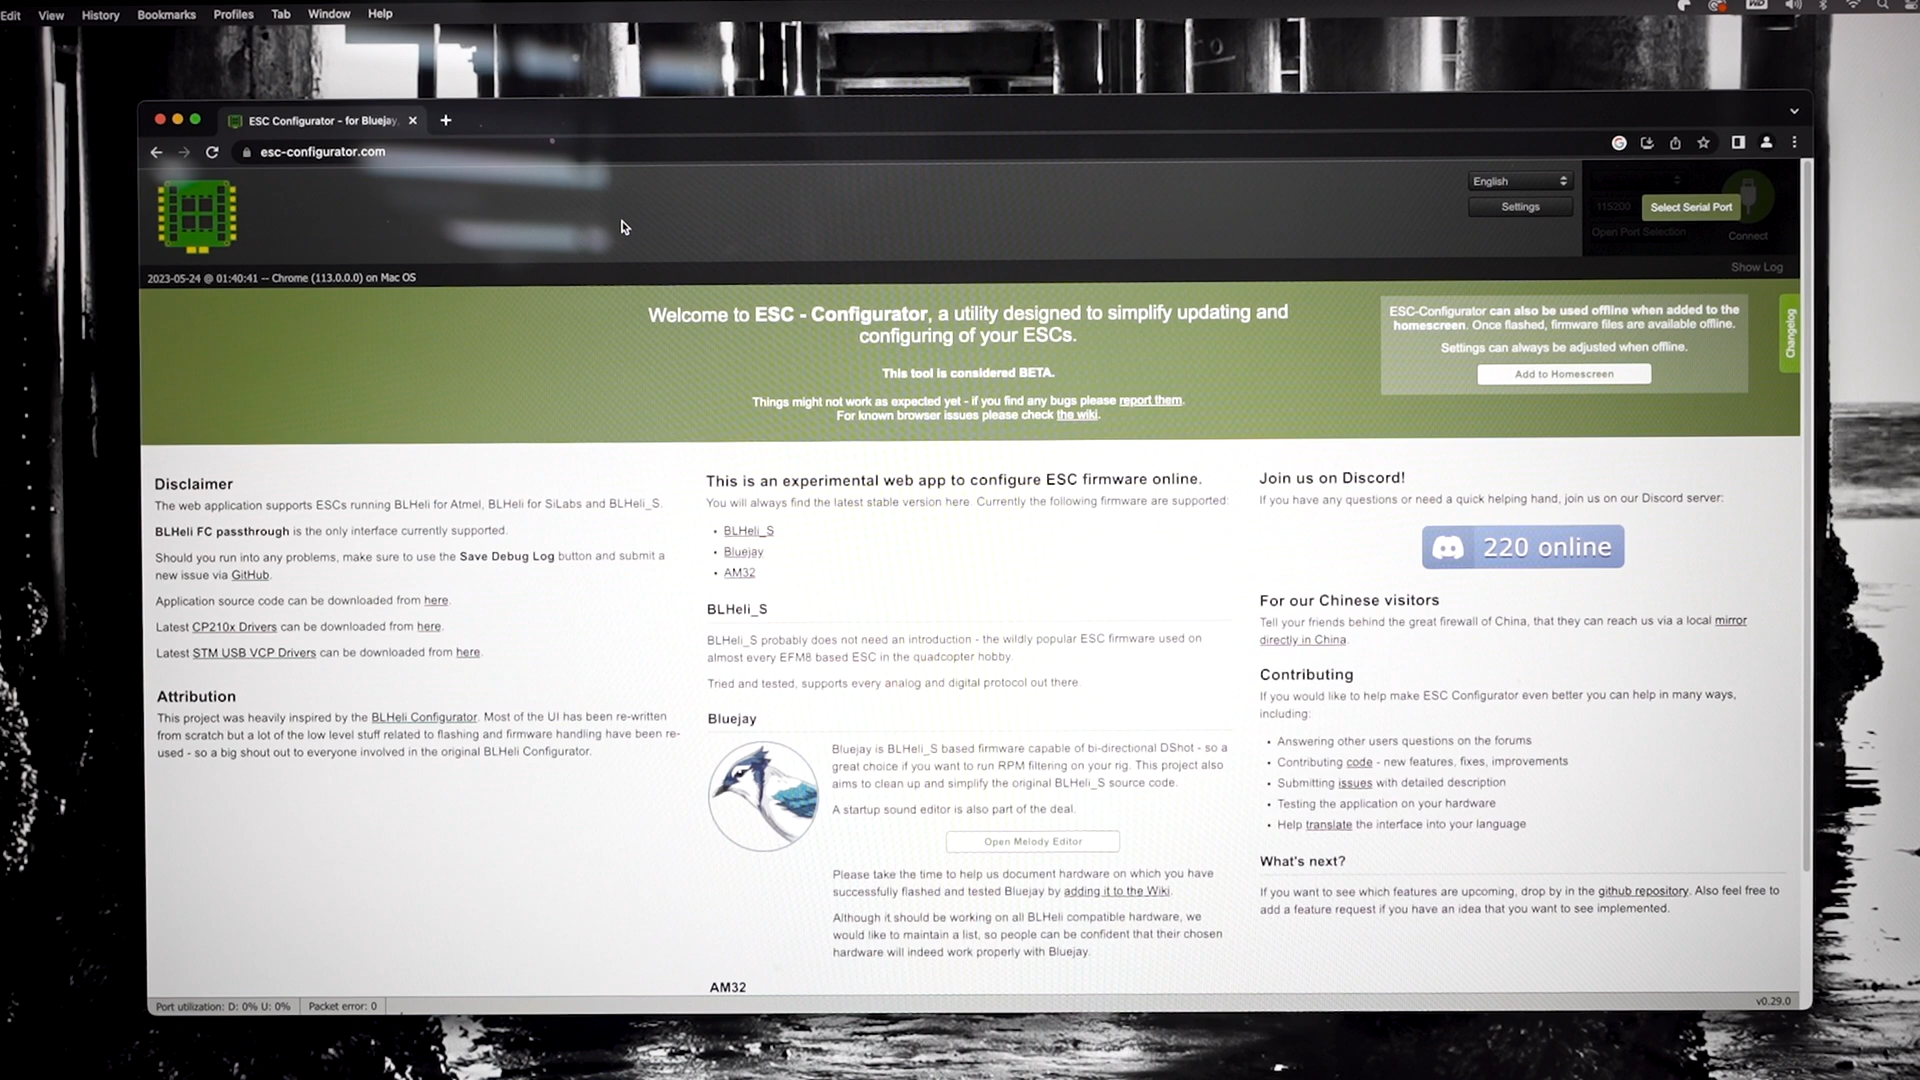 Edit View History Bookmarks Profiles Tab Window Help
ESC Configurator - for Bluejay,
esc-configurator.com
English
Settings
115200
Select Serial Port
Open Port Selection
Connect
2023-05-24 @ 01:40:41 -- Chrome (113.0.0.0) on Mac OS
Show Log
Welcome to ESC - Configurator, a utility designed to simplify updating and
configuring of your ESCs.
This tool is considered BETA.
Things might not work as expected yet - if you find any bugs please report them.
For known browser issues please check the wiki.
ESC-Configurator can also be used offline when added to the
homescreen. Once flashed, firmware files are available offline.
Settings can always be adjusted when offline.
Add to Homescreen
Changelog
Disclaimer
The web application supports ESCs running BLHeli for Atmel, BLHeli for SiLabs and BLHeli_S.
BLHeli FC passthrough is the only interface currently supported.
Should you run into any problems, make sure to use the Save Debug Log button and submit a
new issue via GitHub.
Application source code can be downloaded from here.
Latest CP210x Drivers can be downloaded from here.
Latest STM USB VCP Drivers can be downloaded from here.
Attribution
This project was heavily inspired by the BLHeli Configurator. Most of the UI has been re-written
from scratch but a lot of the low level stuff related to flashing and firmware handling have been re-
used - so a big shout out to everyone involved in the original BLHeli Configurator.
This is an experimental web app to configure ESC firmware online.
You will always find the latest stable version here. Currently the following firmware are supported:
• BLHeli_S
• Bluejay
• AM32
BLHeli_S
BLHeli_S probably does not need an introduction - the wildly popular ESC firmware used on
almost every EFM8 based ESC in the quadcopter hobby.
Tried and tested, supports every analog and digital protocol out there.
Bluejay
Bluejay is BLHeli_S based firmware capable of bi-directional DShot - so a
great choice if you want to run RPM filtering on your rig. This project also
aims to clean up and simplify the original BLHeli_S source code.
A startup sound editor is also part of the deal.
Open Melody Editor
Please take the time to help us document hardware on which you have
successfully flashed and tested Bluejay by adding it to the Wiki.
Although it should be working on all BLHeli compatible hardware, we
would like to maintain a list, so people can be confident that their chosen
hardware will indeed work properly with Bluejay.
AM32
Join us on Discord!
If you have any questions or need a quick helping hand, join us on our Discord server:
220 online
For our Chinese visitors
Tell your friends behind the great firewall of China, that they can reach us via a local mirror
directly in China.
Contributing
If you would like to help make ESC Configurator even better you can help in many ways,
including:
• Answering other users questions on the forums
• Contributing code - new features, fixes, improvements
• Submitting issues with detailed description
• Testing the application on your hardware
• Help translate the interface into your language
What's next?
If you want to see which features are upcoming, drop by in the github repository. Also feel free to
add a feature request if you have an idea that you want to see implemented.
Port utilization: D: 0% U: 0% Packet error: 0
v0.29.0